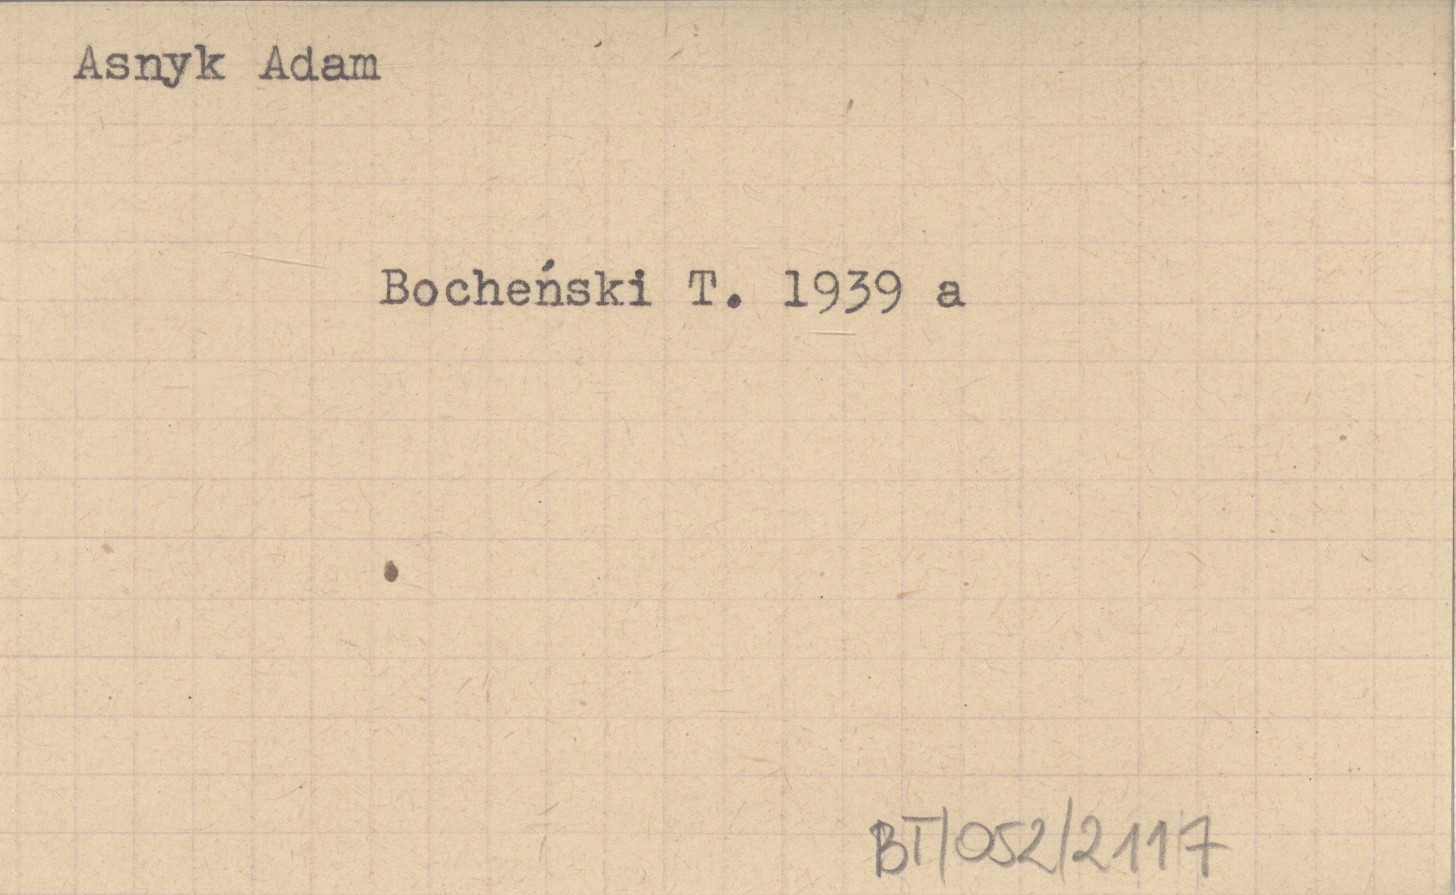 Asnyk Adam
Bocheński T. 1939 a
BT/052/2117